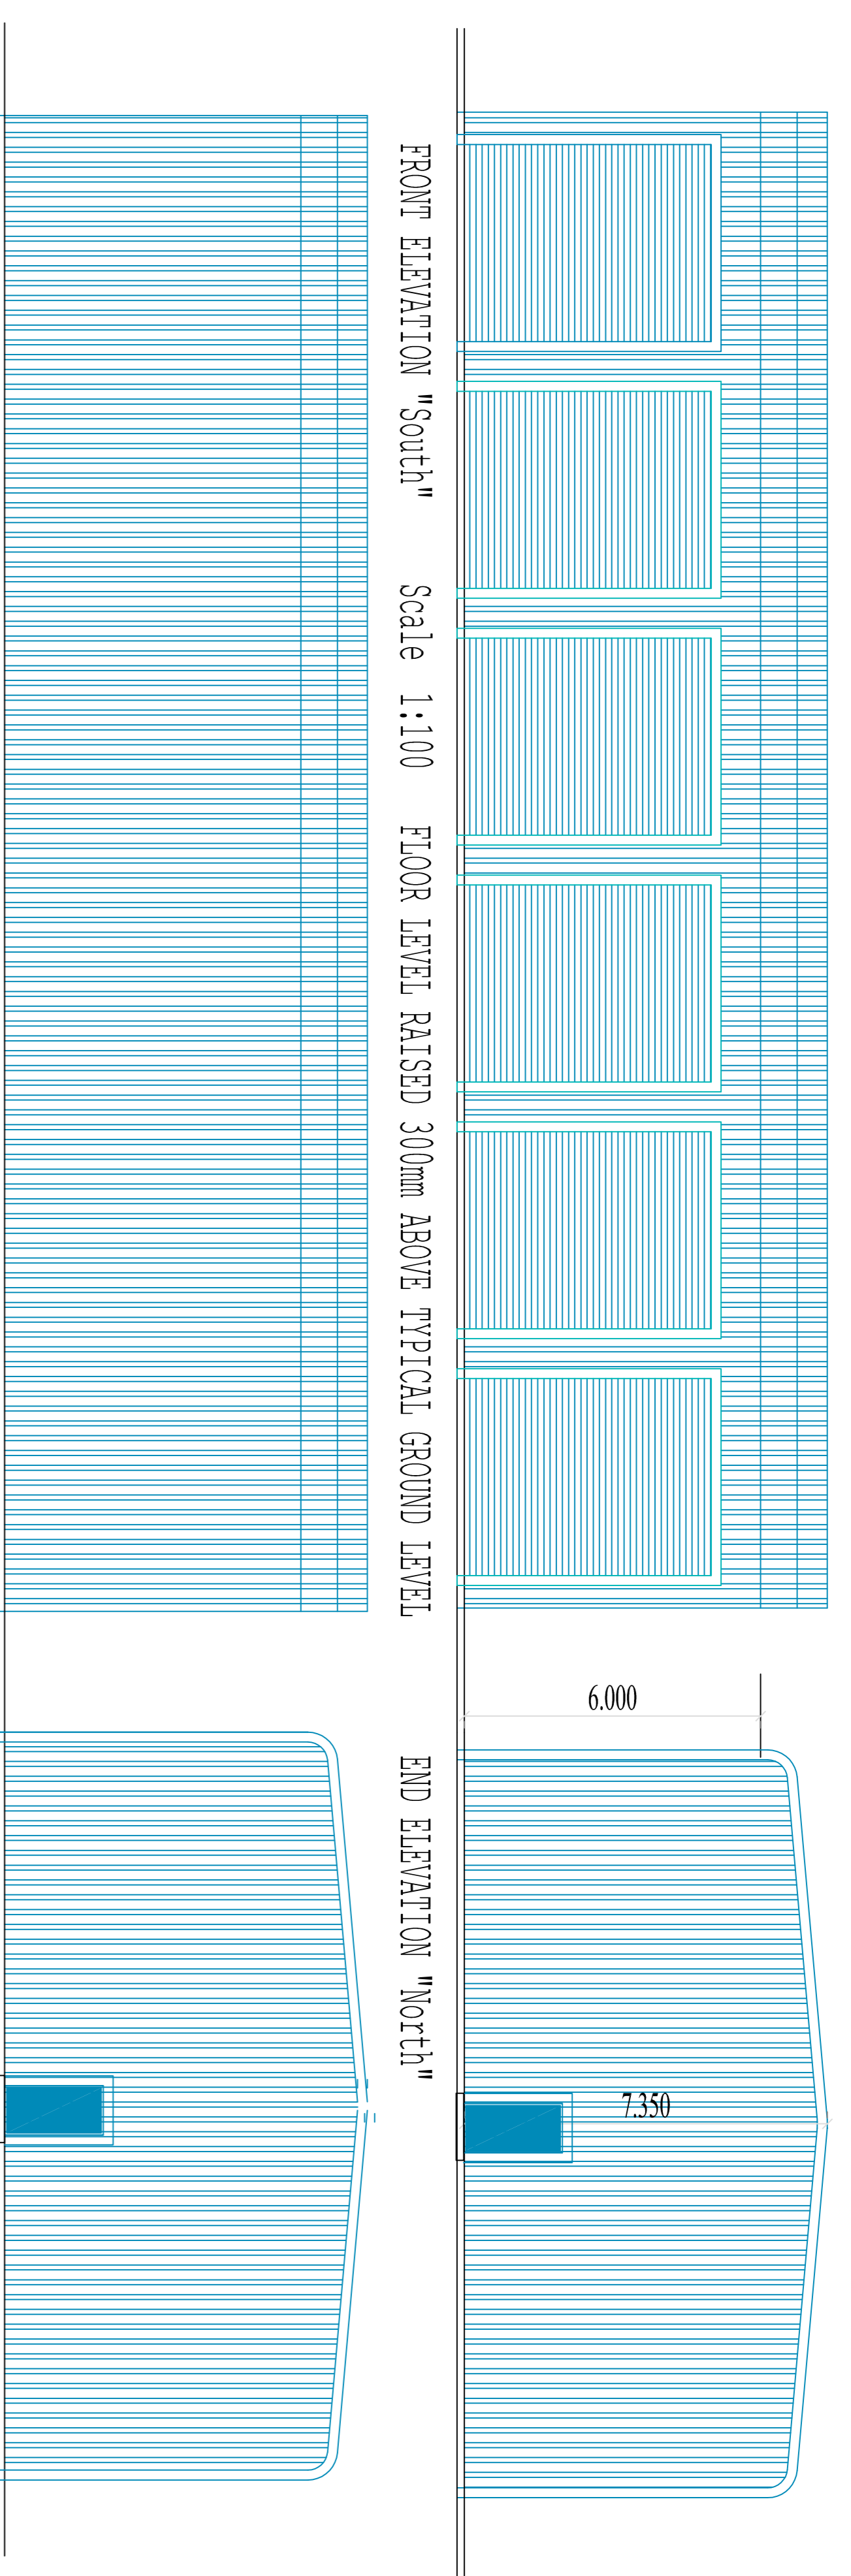 FRONT ELEVATION "South" Scale 1:100 FLOOR LEVEL RAISED 300mm ABOVE TYPICAL GROUND LEVEL
END ELEVATION "North"
6.000
7.350